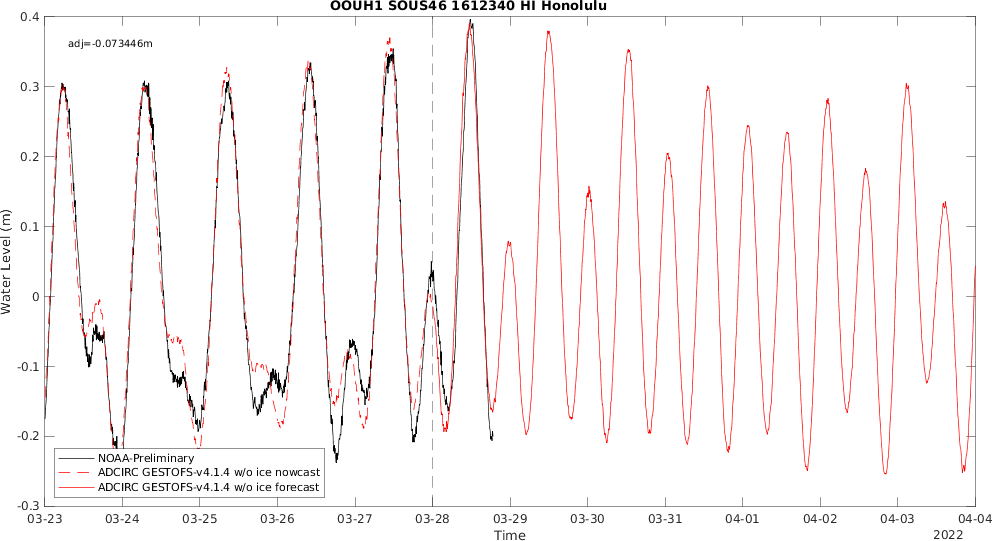 OOUH1 SOUS46 1612340 HI Honolulu
adj=-0.073446m
Water Level (m)
0.4
0.3
0.2
0.1
0
-0.1
-0.2
-0.3
NOAA-Preliminary
ADCIRC GESTOFS-v4.1.4 w/o ice nowcast
ADCIRC GESTOFS-v4.1.4 w/o ice forecast
03-23 03-24 03-25 03-26 03-27 03-28 03-29 03-30 03-31 04-01 04-02 04-03 04-04
Time
2022